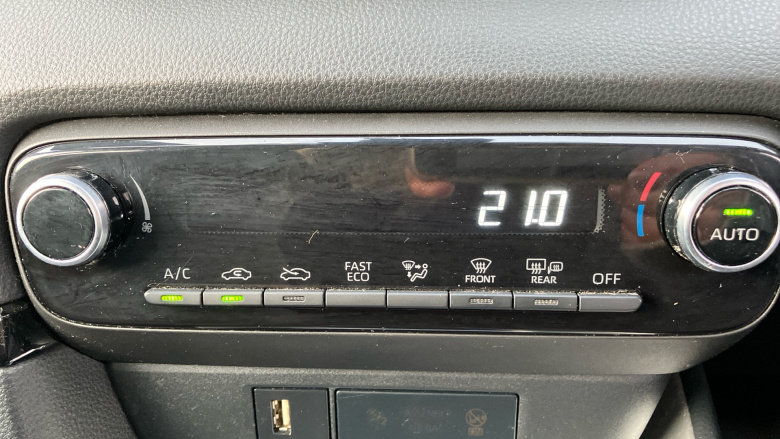 21.0
AUTO
A/C
FAST
ECO
FRONT
REAR
OFF